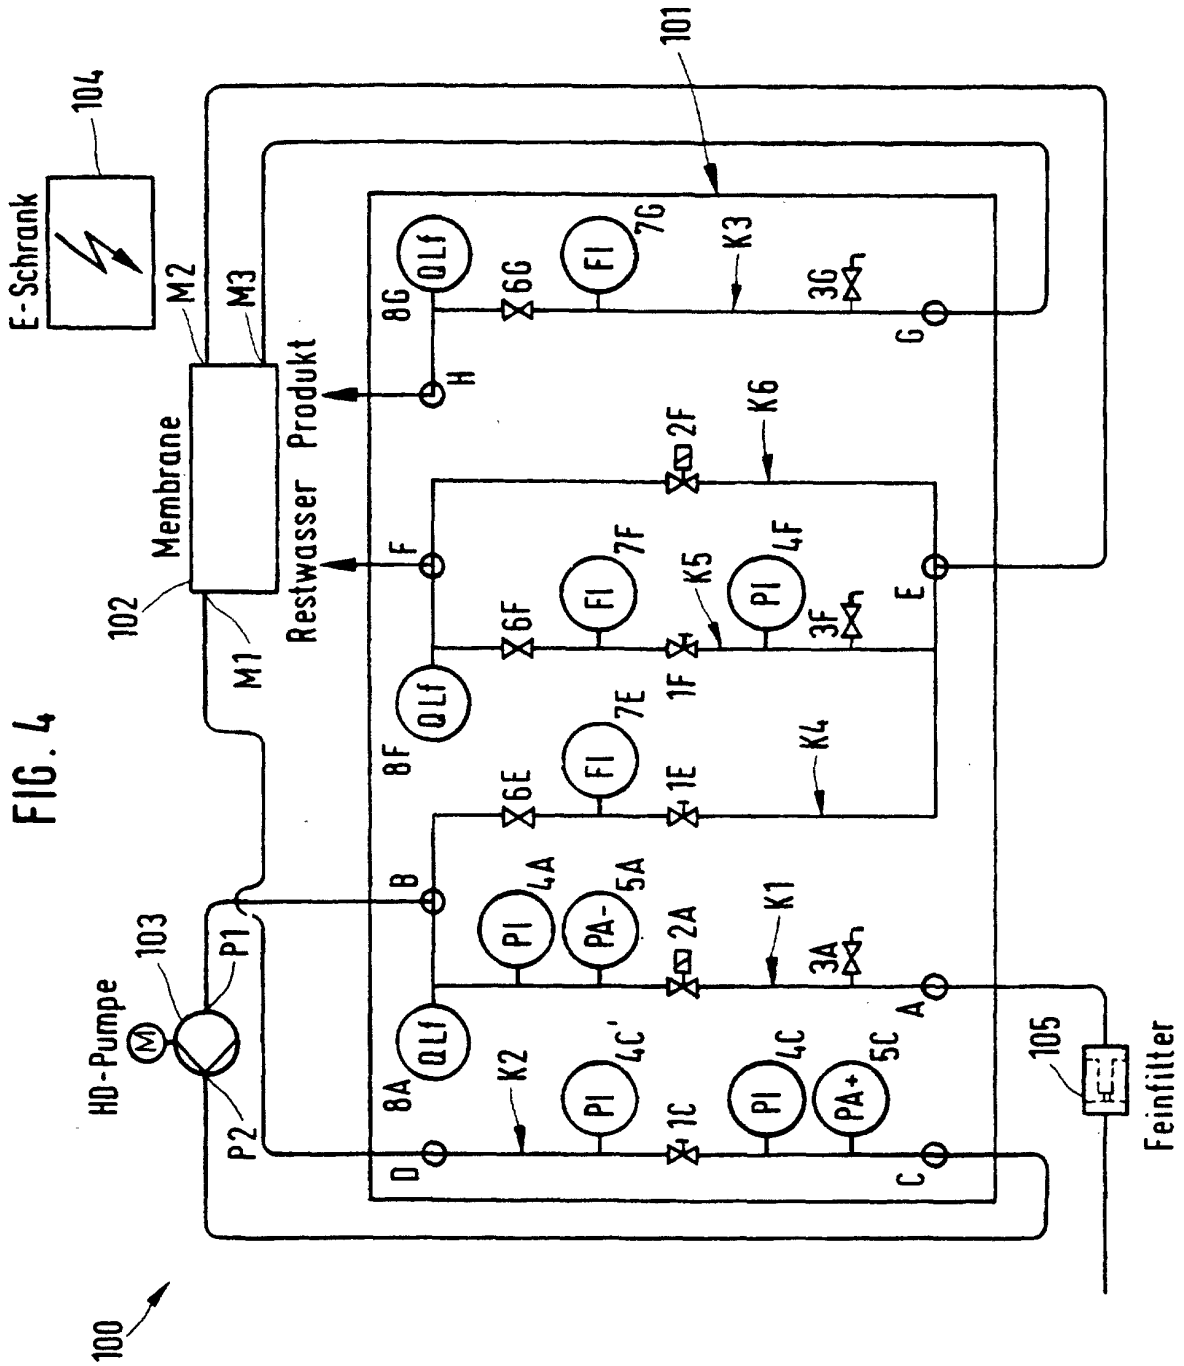 FIG. 4
100
HD-Pumpe
M
103
P1
P2
102
Membrane
M1
M2
M3
E-Schrank
104
Restwasser
Produkt
101
D
8A
QLf
B
8F
QLf
F
H
8G
QLf
K2
PI
4A
6E
6F
6G
PI
4C'
PA-
5A
FI
7E
FI
7F
FI
7G
1C
2A
1E
1F
2F
K5
K6
K3
PI
4C
K1
K4
PI
4F
PA+
5C
3A
3F
3G
C
A
E
G
105
Feinfilter